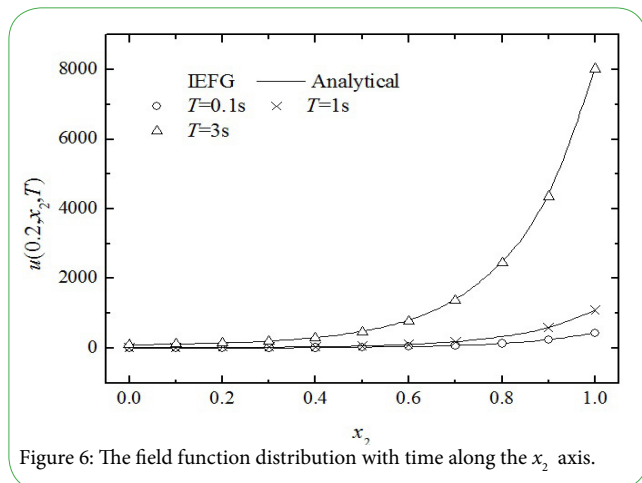 8000
6000
4000
2000
0
u(0.2,x₂,T)
IEFG
Analytical
T=0.1s
T=1s
T=3s
0.0 0.2 0.4 0.6 0.8 1.0
x₂
Figure 6: The field function distribution with time along the x₂ axis.